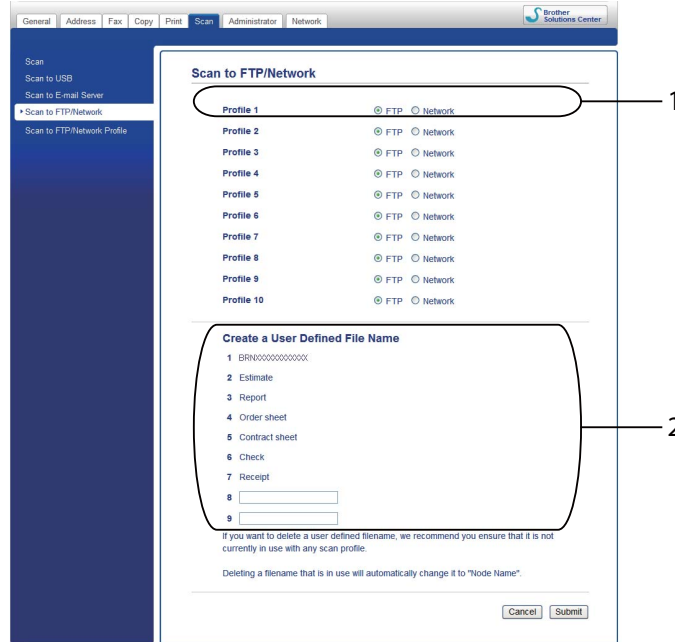 General Address Fax Copy Print Scan Administrator Network
Brother
Solutions Center
Scan
Scan to USB
Scan to E-mail Server
Scan to FTP/Network
Scan to FTP/Network Profile
Scan to FTP/Network
Profile 1 FTP Network
Profile 2 FTP Network
Profile 3 FTP Network
Profile 4 FTP Network
Profile 5 FTP Network
Profile 6 FTP Network
Profile 7 FTP Network
Profile 8 FTP Network
Profile 9 FTP Network
Profile 10 FTP Network
1
Create a User Defined File Name
1 BRNXXXXXXXXXXXX
2 Estimate
3 Report
4 Order sheet
5 Contract sheet
6 Check
7 Receipt
8
9
2
If you want to delete a user defined filename, we recommend you ensure that it is not
currently in use with any scan profile.
Deleting a filename that is in use will automatically change it to "Node Name".
Cancel Submit